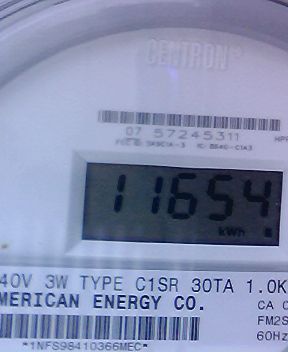 CENTRON®
07 57245311
11654
kWh
40V 3W TYPE C1SR 30TA 1.0K
MERICAN ENERGY CO.
CA 0
FM2S
60Hz
*1NFS98410366MEC*